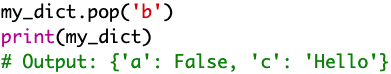 my_dict.pop('b')
print(my_dict)
# Output: {'a': False, 'c': 'Hello'}